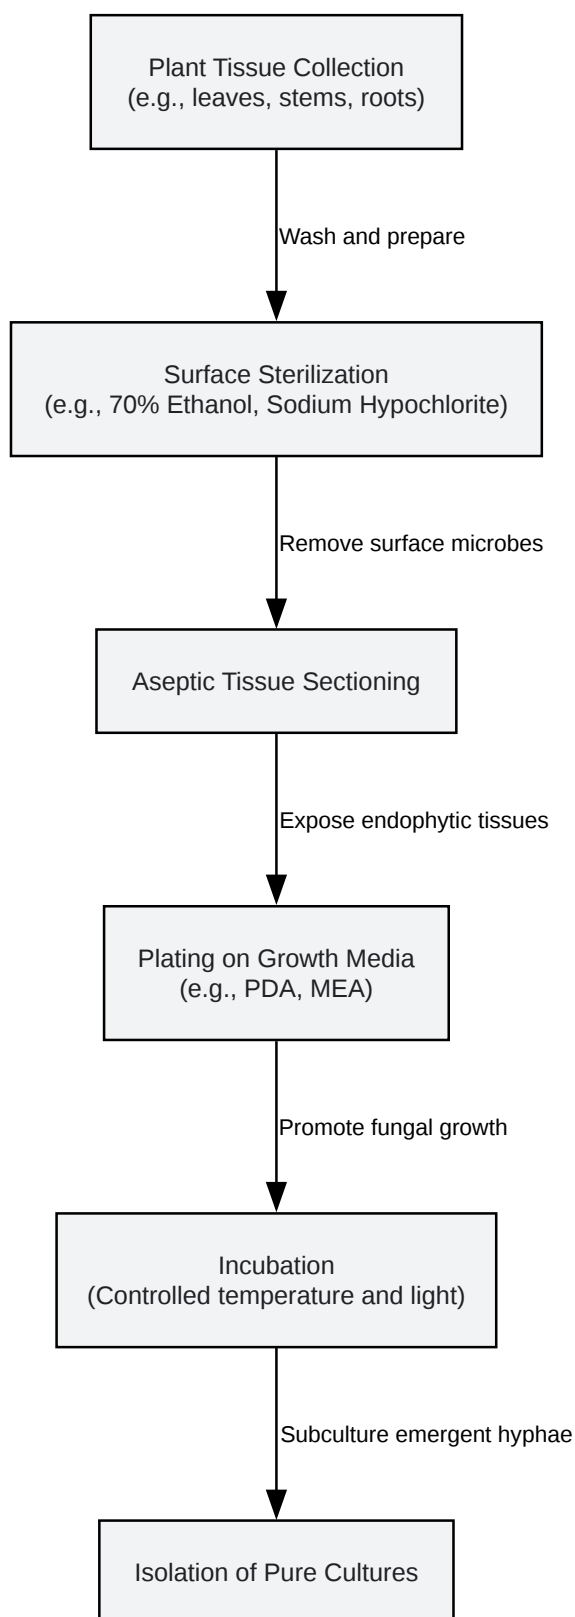 Plant Tissue Collection
(e.g., leaves, stems, roots)
Wash and prepare
Surface Sterilization
(e.g., 70% Ethanol, Sodium Hypochlorite)
Remove surface microbes
Aseptic Tissue Sectioning
Expose endophytic tissues
Plating on Growth Media
(e.g., PDA, MEA)
Promote fungal growth
Incubation
(Controlled temperature and light)
Subculture emergent hyphae
Isolation of Pure Cultures